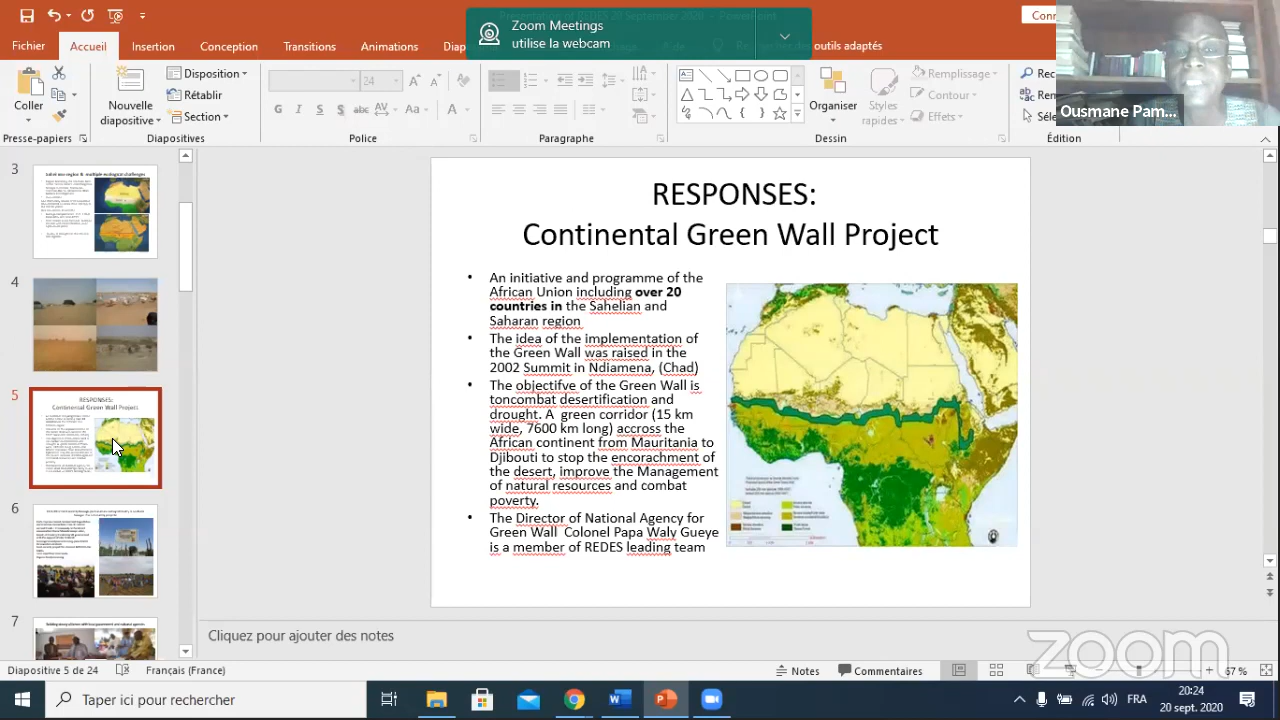 Zoom Meetings
utilise la webcam
Fichier Accueil Insertion Conception Transitions Animations
outils adaptés
Coller
Nouvelle
diapositive
Disposition
Rétablir
Section
24
G I S
Aa A
Organiser
Styles
rapides
Remplissage
Contour
Effets
Presse-papiers Diapositives Police Paragraphe Dessin Édition
Ousmane Pam...
3
4
5
6
7
RESPONSES:
Continental Green Wall Project
• An initiative and programme of the
African Union including over 20
countries in the Sahelian and
Saharan region
• The idea of the implementation of
the Green Wall was raised in the
2002 Summit in Ndiamena, (Chad)
• The objectifve of the Green Wall is
toncombat desertification and
drought. A green corridor (15 km
wide, 7600 km long) accross the
African continent from Mauritania to
Djibouti to stop the encorachment of
the desert, improve the Management
of natural resources and combat
poverty.
• The Director of National Agency for
Green Wall Colonel Papa Waly Gueye
is a member of REDES leading team
Cliquez pour ajouter des notes
zoom
Diapositive 5 de 24 Français (France) Notes Commentaires 67 %
Taper ici pour rechercher
FRA
20:24
20 sept. 2020